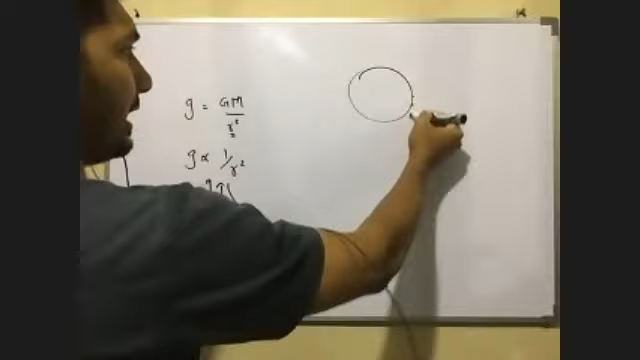 g = GM/r²
g ∝ 1/r²